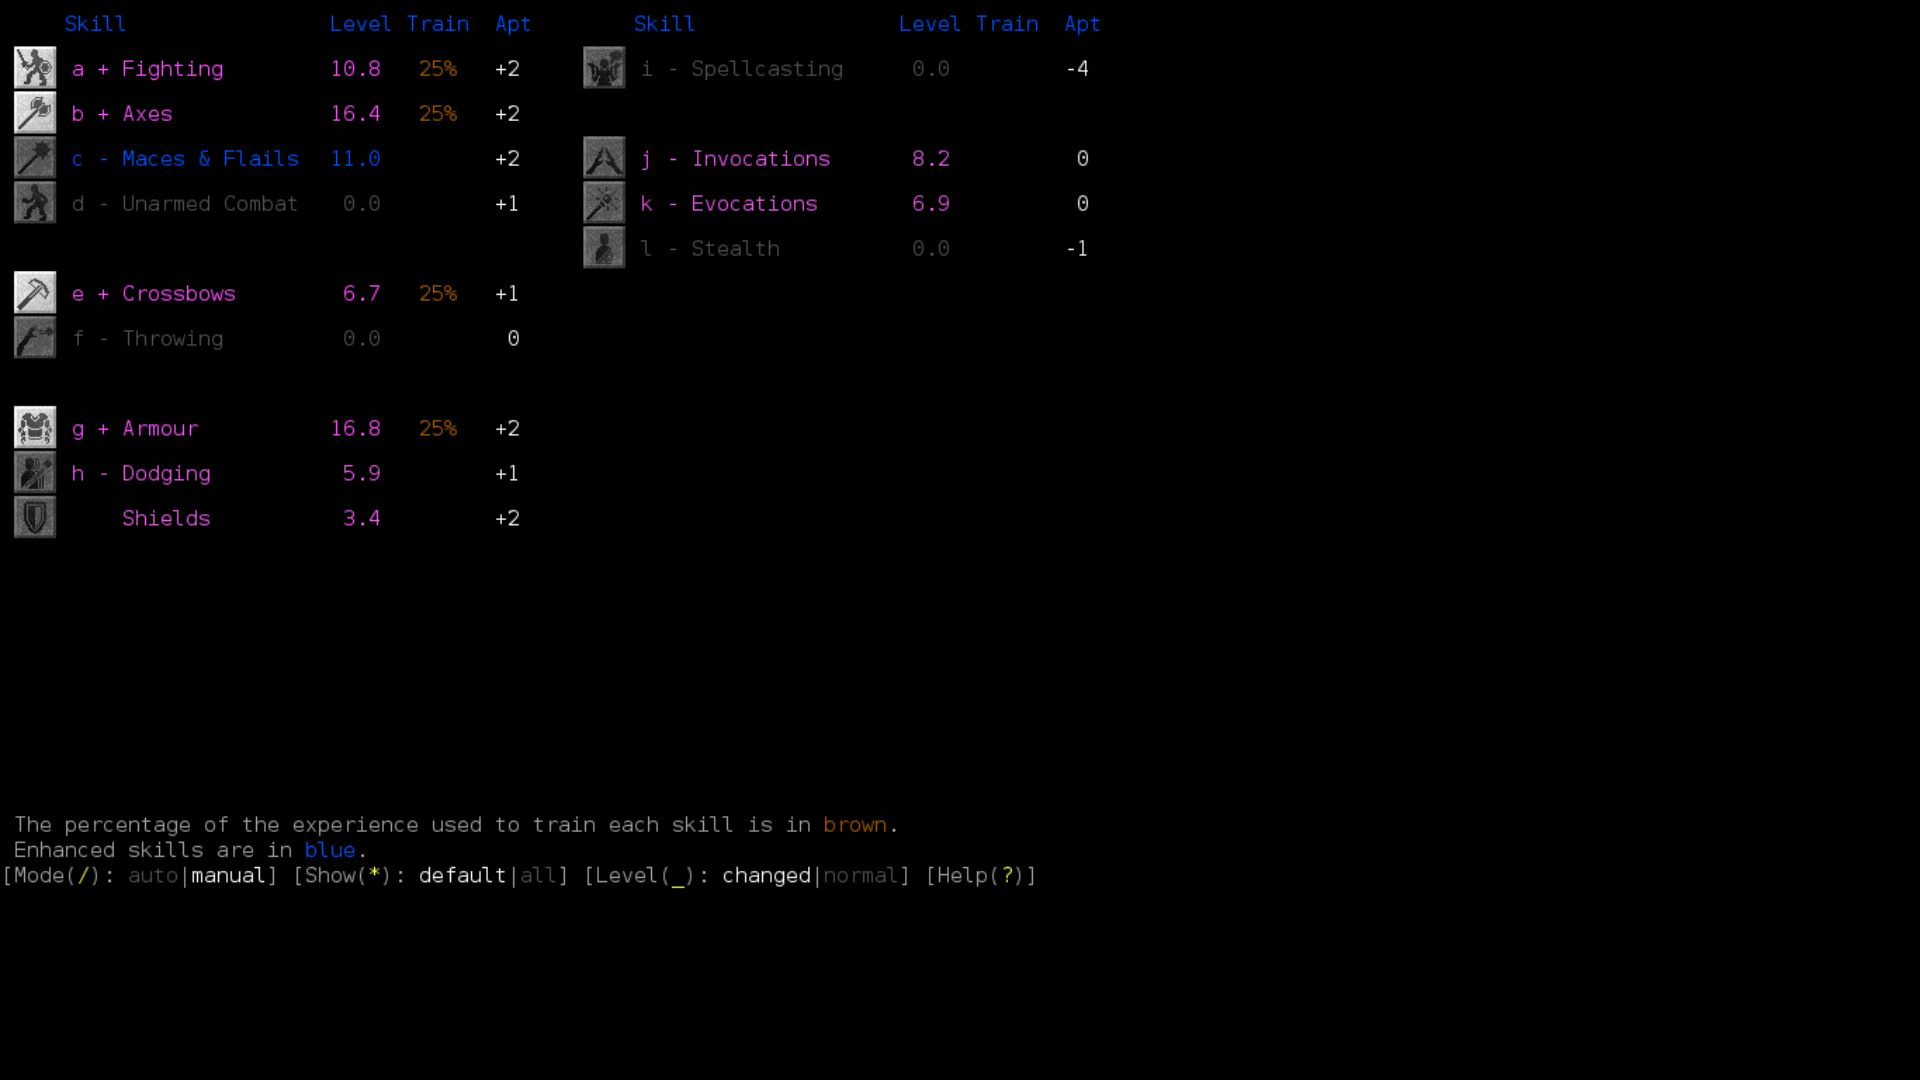 Skill Level Train Apt Skill Level Train Apt
a + Fighting 10.8 25% +2 i - Spellcasting 0.0 -4
b + Axes 16.4 25% +2
c - Maces & Flails 11.0 +2 j - Invocations 8.2 0
d - Unarmed Combat 0.0 +1 k - Evocations 6.9 0
l - Stealth 0.0 -1
e + Crossbows 6.7 25% +1
f - Throwing 0.0 0
g + Armour 16.8 25% +2
h - Dodging 5.9 +1
Shields 3.4 +2
The percentage of the experience used to train each skill is in brown.
Enhanced skills are in blue.
[Mode(/): auto|manual] [Show(*): default|all] [Level(_): changed|normal] [Help(?)]